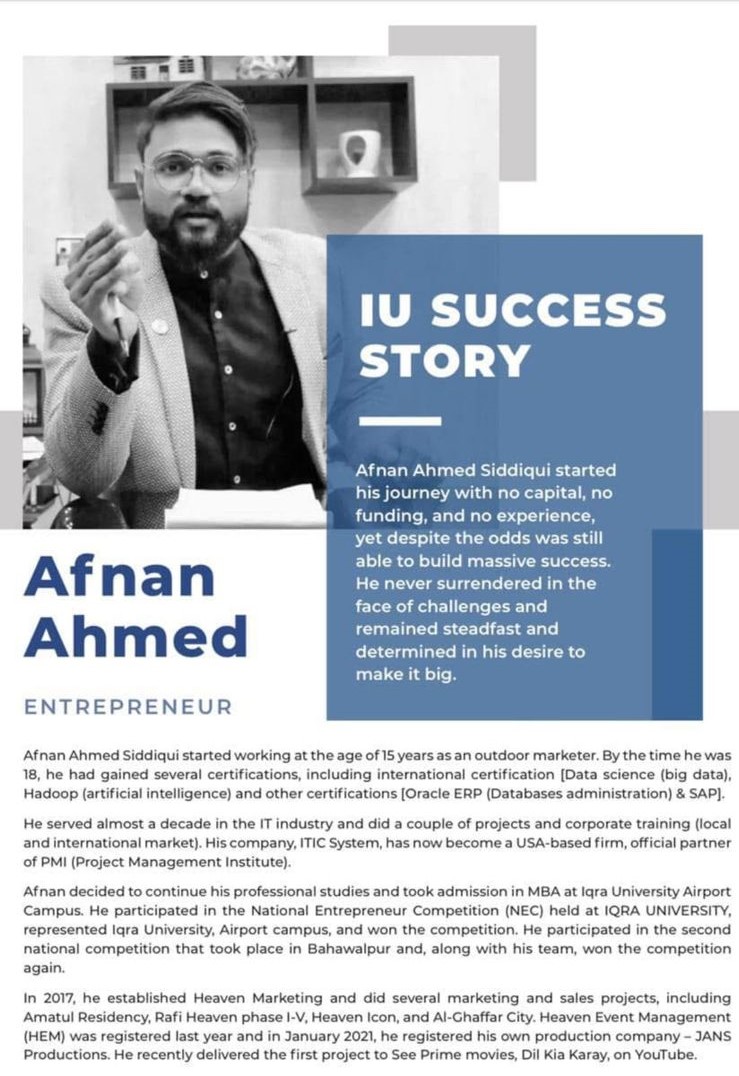 IU SUCCESS
STORY
Afnan Ahmed Siddiqui started
his journey with no capital, no
funding, and no experience,
yet despite the odds was still
able to build massive success.
He never surrendered in the
face of challenges and
remained steadfast and
determined in his desire to
make it big.
Afnan
Ahmed
ENTREPRENEUR
Afnan Ahmed Siddiqui started working at the age of 15 years as an outdoor marketer. By the time he was
18, he had gained several certifications, including international certification [Data science (big data),
Hadoop (artificial intelligence) and other certifications [Oracle ERP (Databases administration) & SAP].
He served almost a decade in the IT industry and did a couple of projects and corporate training (local
and international market). His company, ITIC System, has now become a USA-based firm, official partner
of PMI (Project Management Institute).
Afnan decided to continue his professional studies and took admission in MBA at Iqra University Airport
Campus. He participated in the National Entrepreneur Competition (NEC) held at IQRA UNIVERSITY,
represented Iqra University, Airport campus, and won the competition. He participated in the second
national competition that took place in Bahawalpur and, along with his team, won the competition
again.
In 2017, he established Heaven Marketing and did several marketing and sales projects, including
Amatul Residency, Rafi Heaven phase I-V, Heaven Icon, and Al-Ghaffar City. Heaven Event Management
(HEM) was registered last year and in January 2021, he registered his own production company – JANS
Productions. He recently delivered the first project to See Prime movies, Dil Kia Karay, on YouTube.